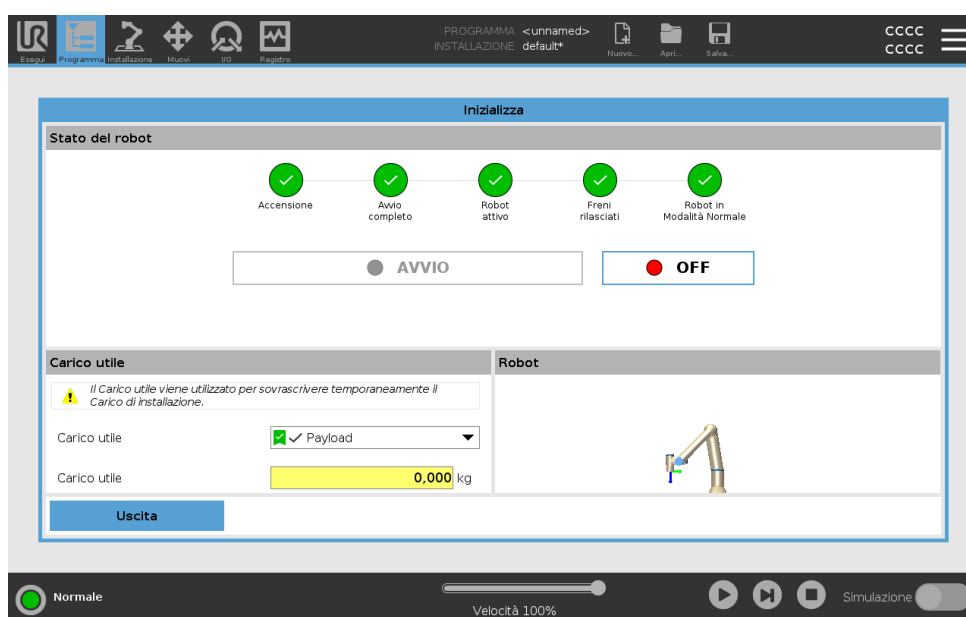 UR
Esegui
Programma
Installazione
Muovi
I/O
Registro
PROGRAMMA <unnamed>
INSTALLAZIONE default*
Nuovo...
Apri...
Salva...
cccc
cccc
Inizializza
Stato del robot
Accensione
Avvio
completo
Robot
attivo
Freni
rilasciati
Robot in
Modalità Normale
AVVIO
OFF
Carico utile
Robot
Il Carico utile viene utilizzato per sovrascrivere temporaneamente il
Carico di installazione.
Carico utile
Payload
Carico utile
0,000 kg
Uscita
Normale
Velocità 100%
Simulazione